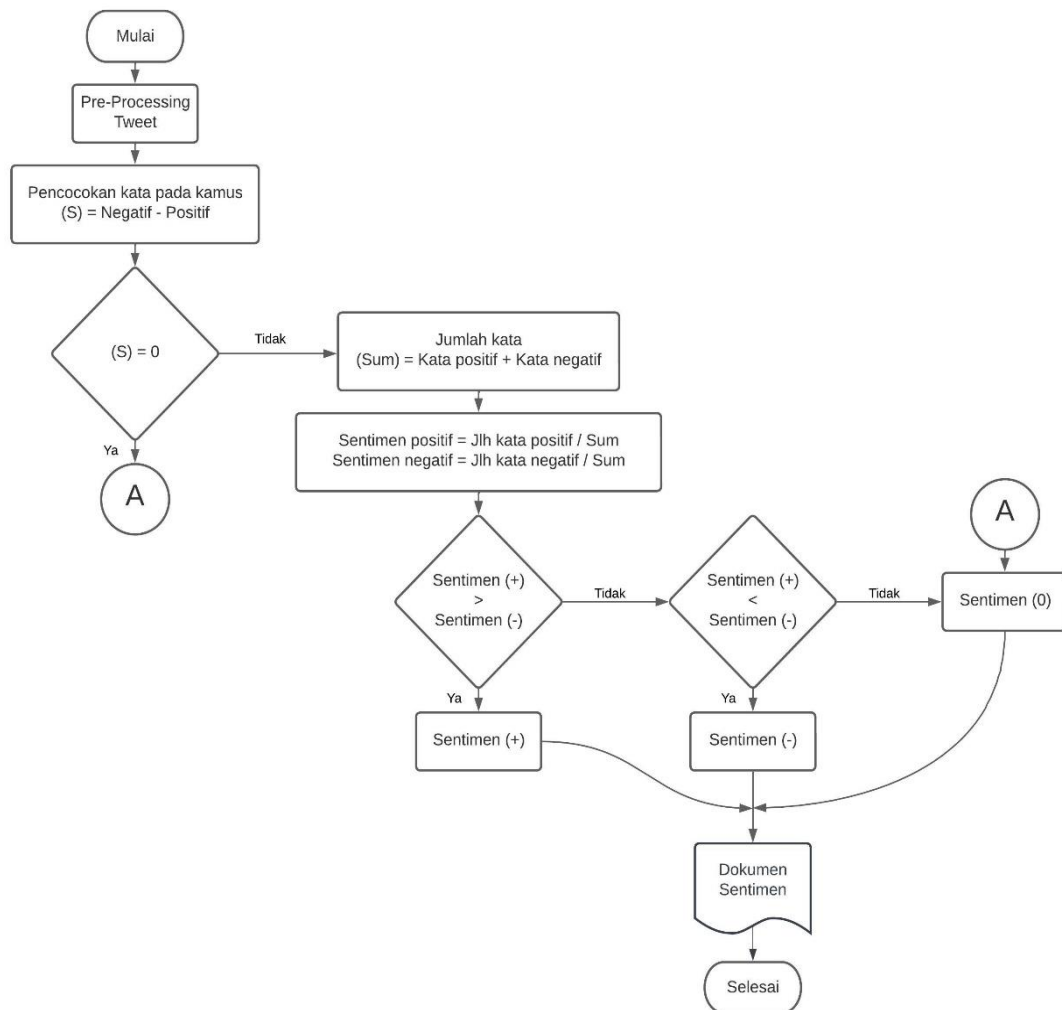 Mulai
Pre-Processing
Tweet
Pencocokan kata pada kamus
(S) = Negatif - Positif
(S) = 0
Tidak
Ya
A
Jumlah kata
(Sum) = Kata positif + Kata negatif
Sentimen positif = Jlh kata positif / Sum
Sentimen negatif = Jlh kata negatif / Sum
Sentimen (+)
>
Sentimen (-)
Tidak
Ya
Sentimen (+)
<
Sentimen (-)
Tidak
Ya
A
Sentimen (0)
Sentimen (+)
Sentimen (-)
Dokumen
Sentimen
Selesai